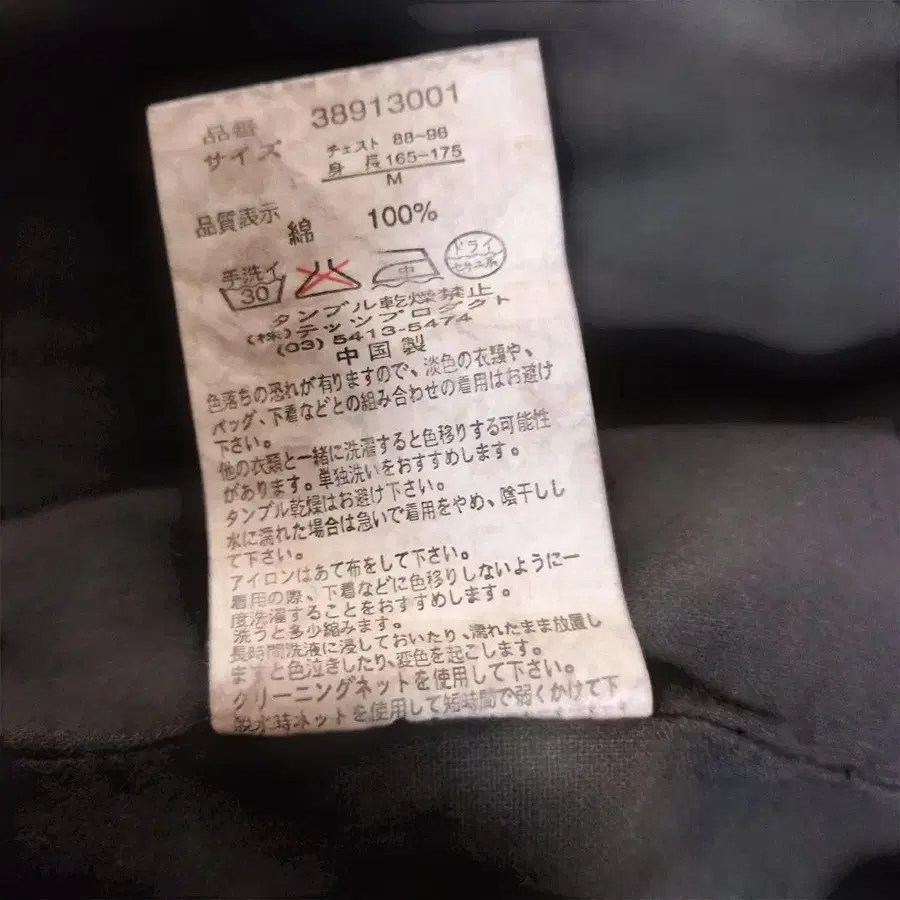 品番 38913001
サイズ チェスト 88~96
身 長 165-175
M
品質表示 綿 100%
手洗イ 30 中 ドライ セキユ系
タンブル乾燥禁止
(株)テッツプロダクト
(03) 5413-5474
中国製
色落ちの恐れが有りますので、淡色の衣類や、
バッグ、下着などとの組み合わせの着用はお避け
下さい。
他の衣類と一緒に洗濯すると色移りする可能性
があります。単独洗いをおすすめします。
タンブル乾燥はお避け下さい。
水に濡れた場合は急いで着用をやめ、陰干しし
て下さい。
アイロンはあて布をして下さい。
着用の際、下着などに色移りしないように一
度洗濯することをおすすめします。
洗うと多少縮みます。
長時間洗液に浸しておいたり、濡れたまま放置し
ますと色泣きしたり、変色を起こします。
クリーニングネットを使用して下さい。
脱水時ネットを使用して短時間で弱くかけて下